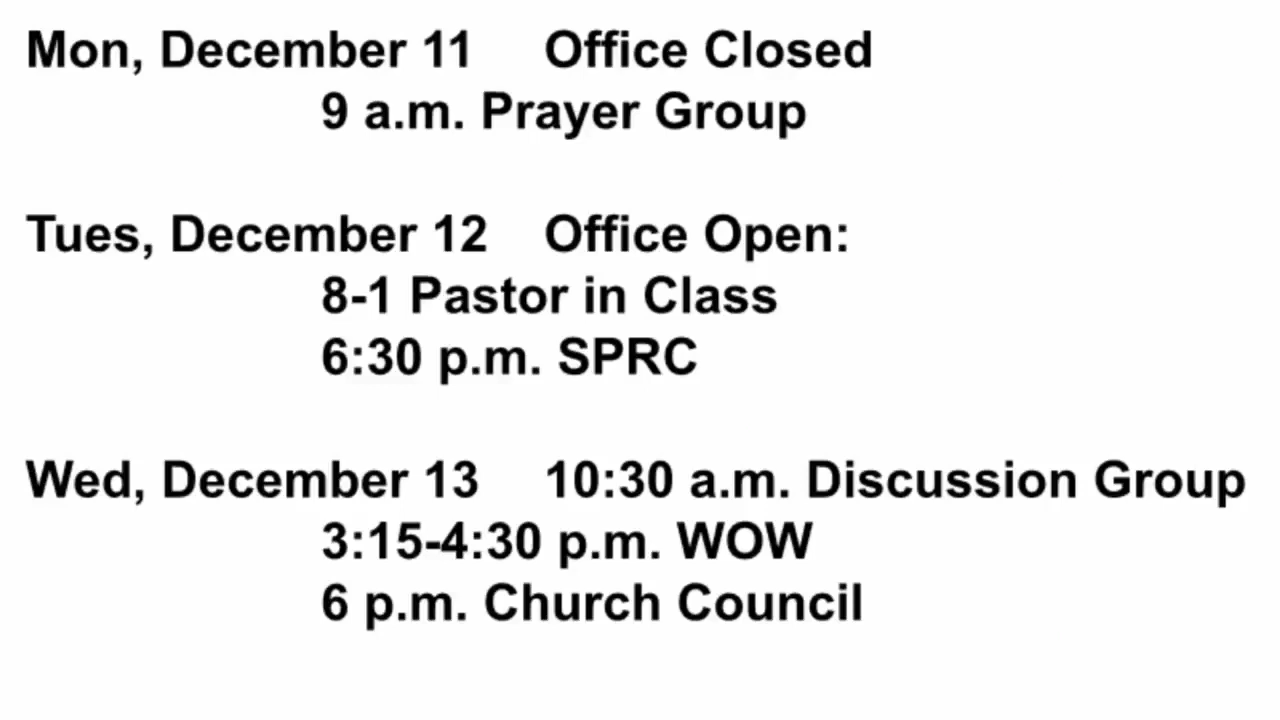 Mon, December 11 Office Closed
9 a.m. Prayer Group
Tues, December 12 Office Open:
8-1 Pastor in Class
6:30 p.m. SPRC
Wed, December 13 10:30 a.m. Discussion Group
3:15-4:30 p.m. WOW
6 p.m. Church Council